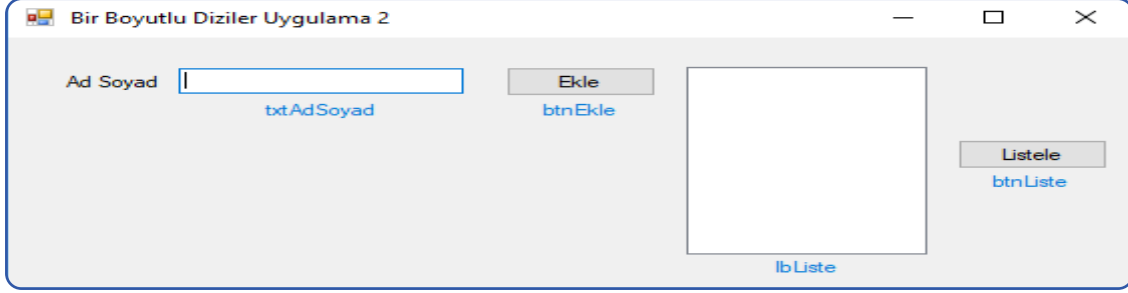 Bir Boyutlu Diziler Uygulama 2
Ad Soyad
Ekle
txtAdSoyad
btnEkle
Listele
btnListe
lbListe